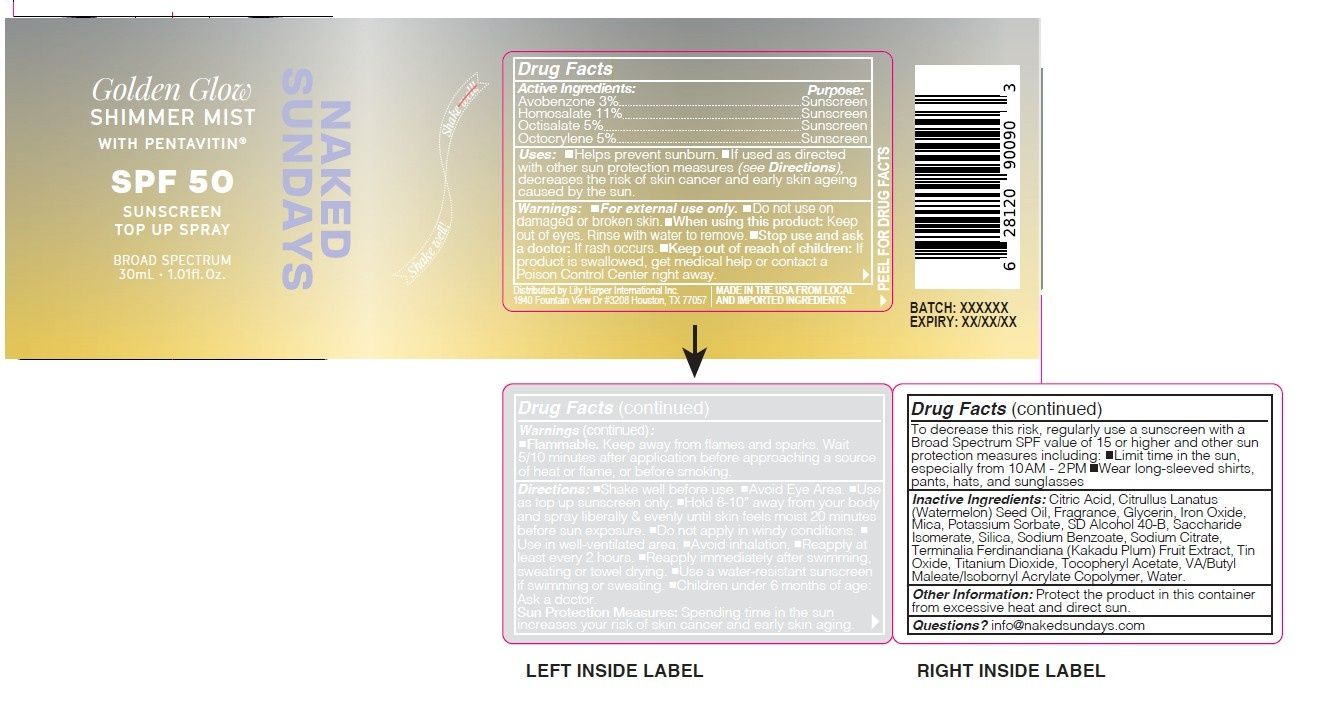 Golden Glow
SHIMMER MIST
WITH PENTAVITIN®
SPF 50
SUNSCREEN
TOP UP SPRAY
BROAD SPECTRUM
30mL · 1.01fl.Oz.
NAKED
SUNDAYS
Shake well!
Shake well!
Drug Facts
Active Ingredients: Purpose:
Avobenzone 3%...Sunscreen
Homosalate 11%...Sunscreen
Octisalate 5%...Sunscreen
Octocrylene 5%...Sunscreen
Uses: ■Helps prevent sunburn. ■If used as directed
with other sun protection measures (see Directions),
decreases the risk of skin cancer and early skin ageing
caused by the sun.
Warnings: ■For external use only. ■Do not use on
damaged or broken skin. ■When using this product: Keep
out of eyes. Rinse with water to remove. ■Stop use and ask
a doctor: If rash occurs. ■Keep out of reach of children: If
product is swallowed, get medical help or contact a
Poison Control Center right away.
Distributed by Lily Harper International Inc.
1940 Fountain View Dr #3208 Houston, TX 77057
MADE IN THE USA FROM LOCAL
AND IMPORTED INGREDIENTS
PEEL FOR DRUG FACTS
6 28120 90090 3
BATCH: XXXXXX
EXPIRY: XX/XX/XX
Drug Facts (continued)
Warnings (continued):
■Flammable. Keep away from flames and sparks. Wait
5/10 minutes after application before approaching a source
of heat or flame, or before smoking.
Directions: ■Shake well before use ■Avoid Eye Area. ■Use
as top up sunscreen only. ■Hold 8-10" away from your body
and spray liberally & evenly until skin feels moist 20 minutes
before sun exposure. ■Do not apply in windy conditions. ■
Use in well-ventilated area. ■Avoid inhalation. ■Reapply at
least every 2 hours. ■Reapply immediately after swimming,
sweating or towel drying. ■Use a water-resistant sunscreen
if swimming or sweating. ■Children under 6 months of age:
Ask a doctor.
Sun Protection Measures: Spending time in the sun
increases your risk of skin cancer and early skin aging.
LEFT INSIDE LABEL
Drug Facts (continued)
To decrease this risk, regularly use a sunscreen with a
Broad Spectrum SPF value of 15 or higher and other sun
protection measures including: ■Limit time in the sun,
especially from 10AM - 2PM ■Wear long-sleeved shirts,
pants, hats, and sunglasses
Inactive Ingredients: Citric Acid, Citrullus Lanatus
(Watermelon) Seed Oil, Fragrance, Glycerin, Iron Oxide,
Mica, Potassium Sorbate, SD Alcohol 40-B, Saccharide
Isomerate, Silica, Sodium Benzoate, Sodium Citrate,
Terminalia Ferdinandiana (Kakadu Plum) Fruit Extract, Tin
Oxide, Titanium Dioxide, Tocopheryl Acetate, VA/Butyl
Maleate/Isobornyl Acrylate Copolymer, Water.
Other Information: Protect the product in this container
from excessive heat and direct sun.
Questions? info@nakedsundays.com
RIGHT INSIDE LABEL